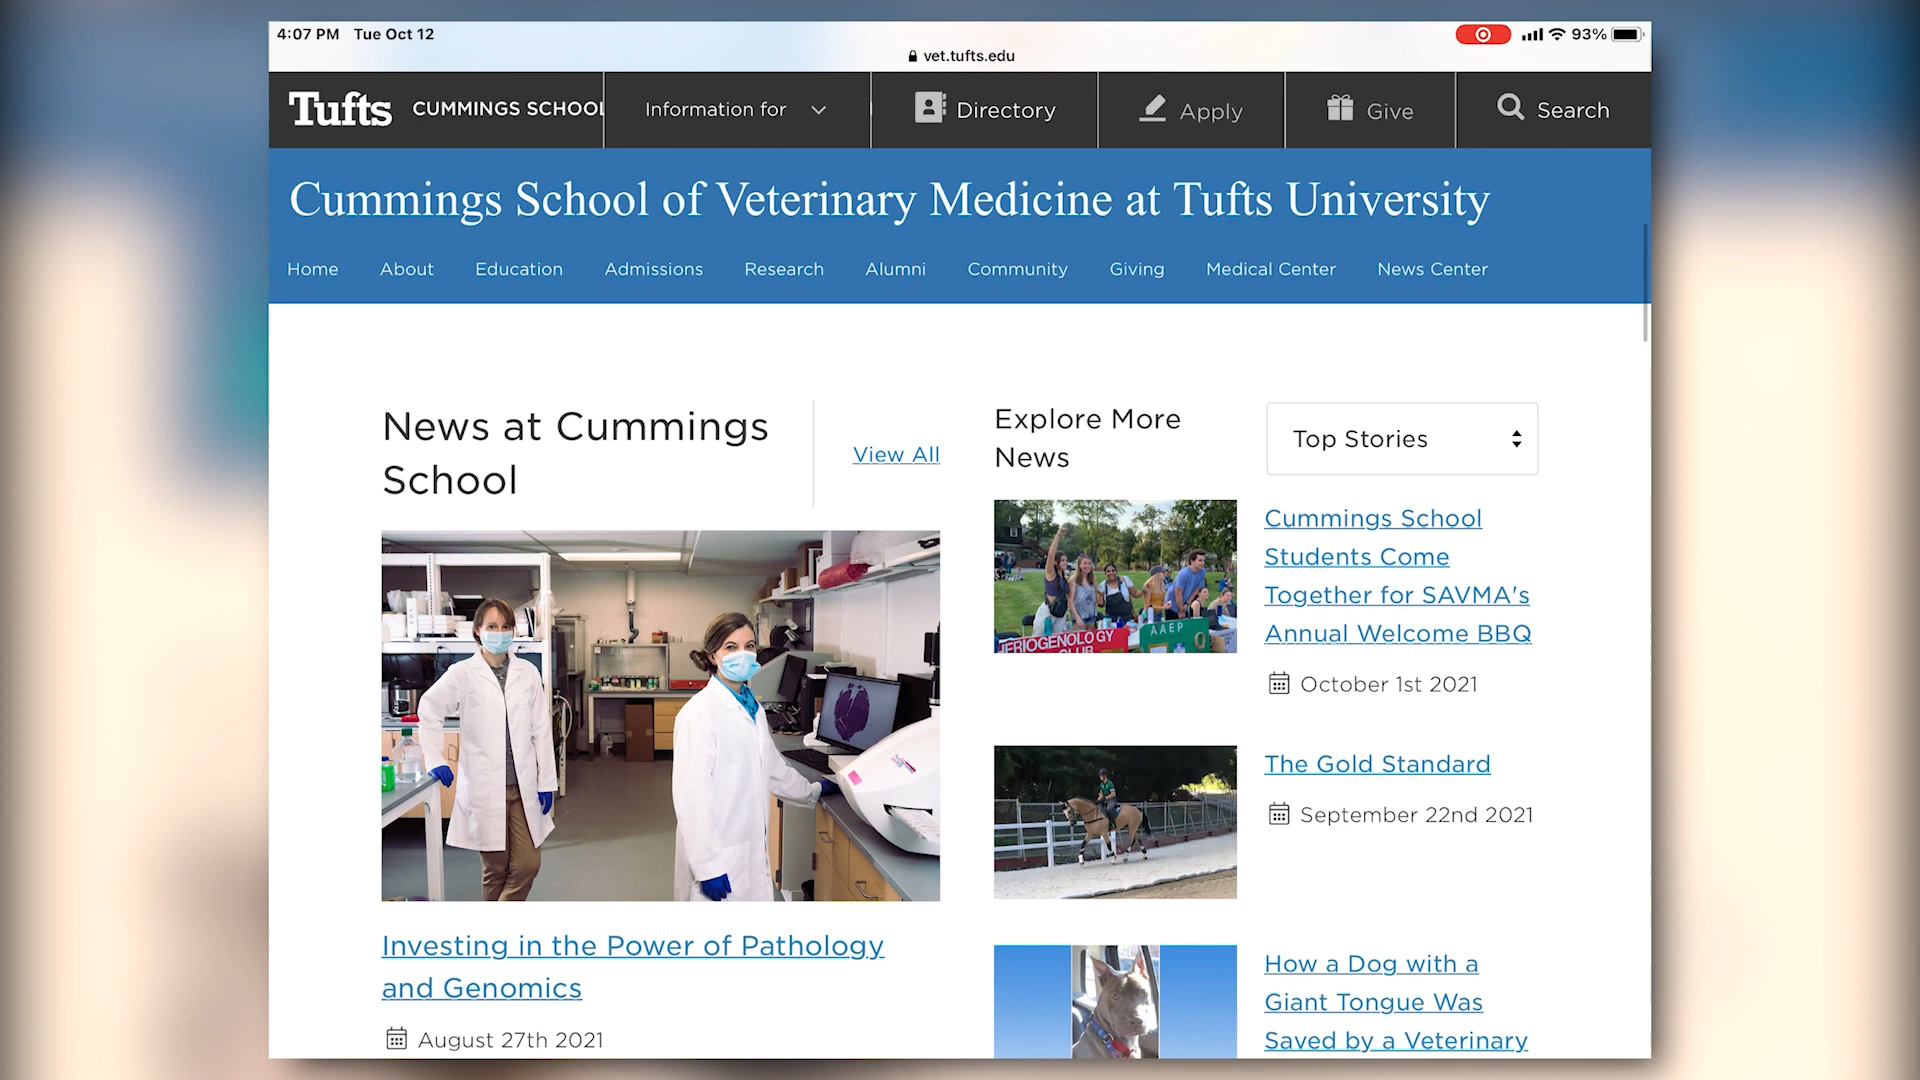 4:07 PM Tue Oct 12
93%
vet.tufts.edu
Tufts CUMMINGS SCHOOL
Information for
Directory
Apply
Give
Search
Cummings School of Veterinary Medicine at Tufts University
Home About Education Admissions Research Alumni Community Giving Medical Center News Center
News at Cummings
School
View All
Investing in the Power of Pathology
and Genomics
August 27th 2021
Explore More
News
Top Stories
AAEP
ERIOGENOLOGY
CLUB
Cummings School
Students Come
Together for SAVMA's
Annual Welcome BBQ
October 1st 2021
The Gold Standard
September 22nd 2021
How a Dog with a
Giant Tongue Was
Saved by a Veterinary